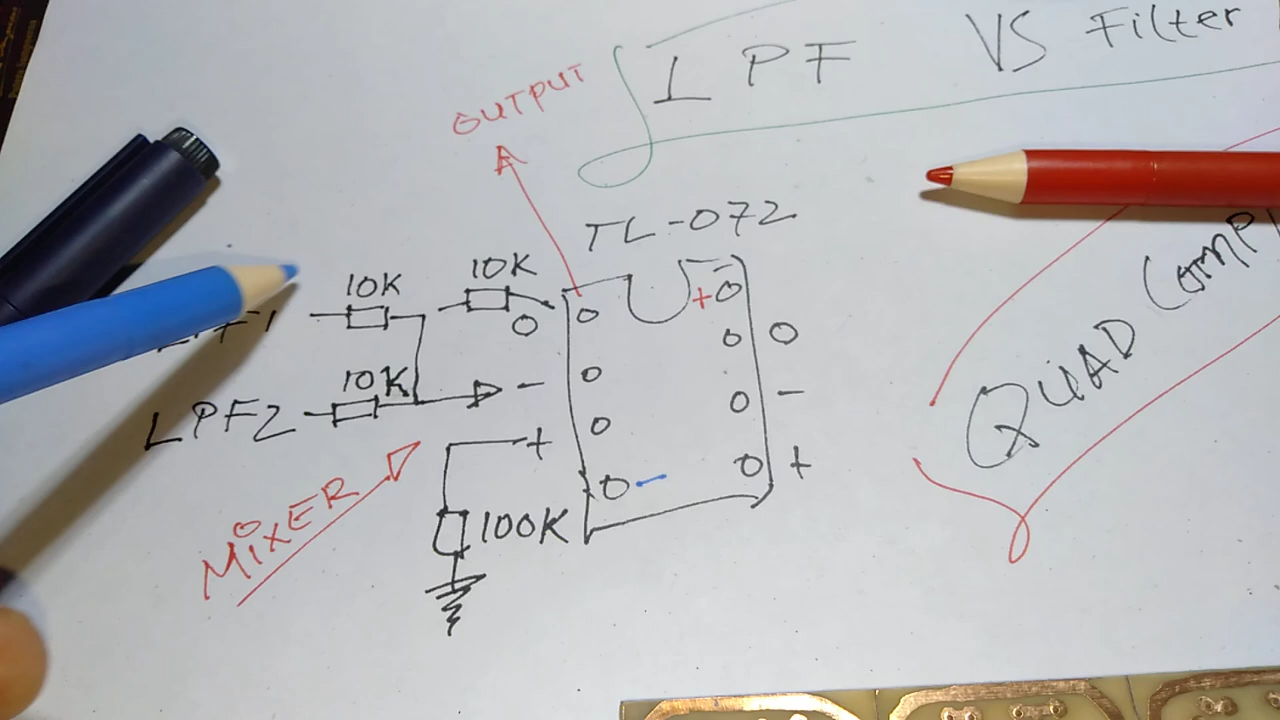 LPF VS Filter
OUTPUT
TL-072
10K 10K
10K
LPF2
100K
MIXER
QUAD